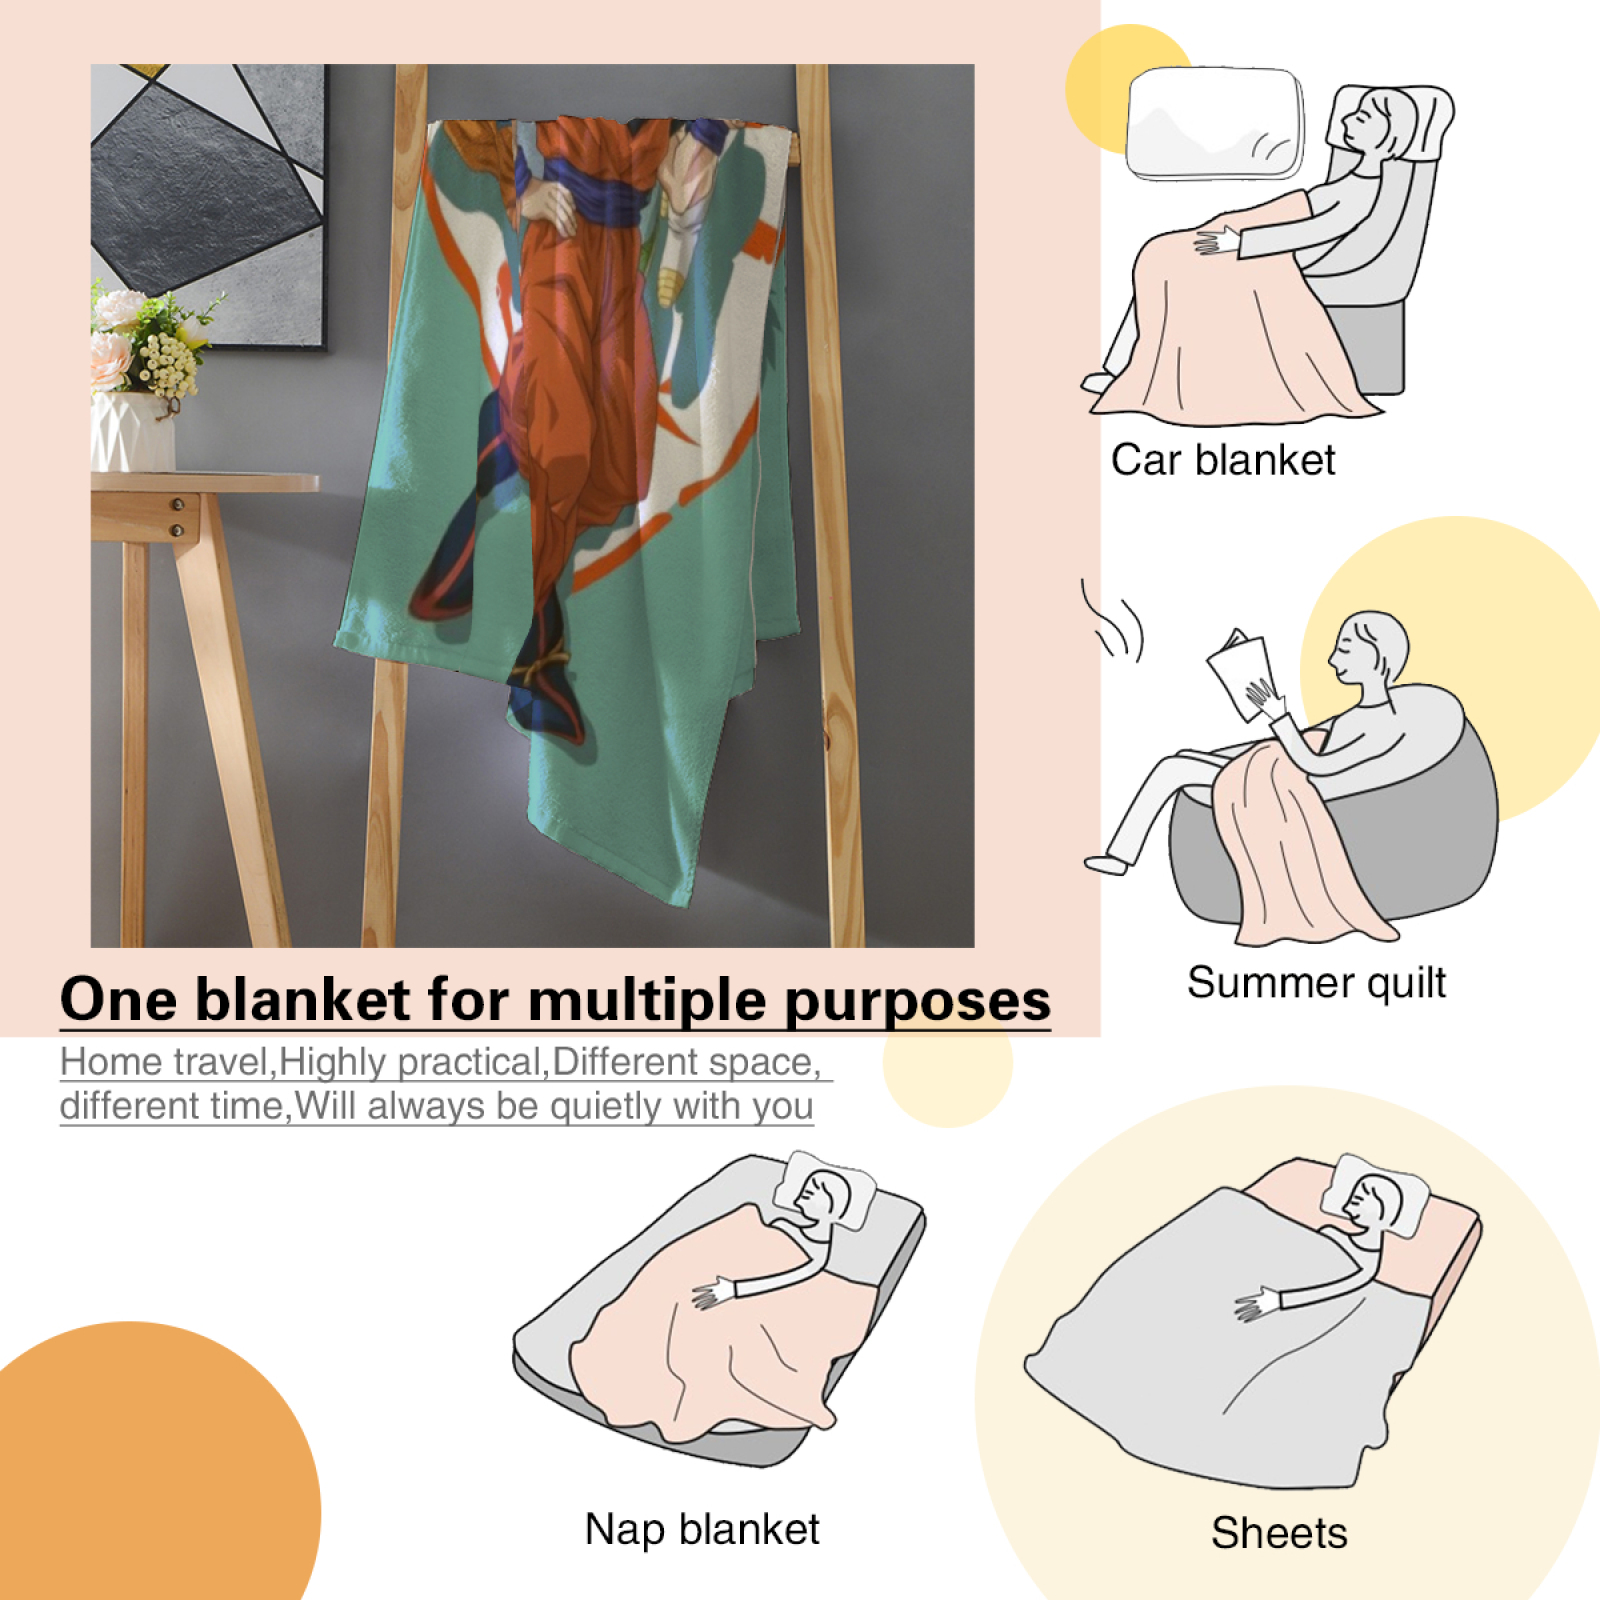 Car blanket
Summer quilt
One blanket for multiple purposes
Home travel,Highly practical,Different space,
different time,Will always be quietly with you
Nap blanket
Sheets